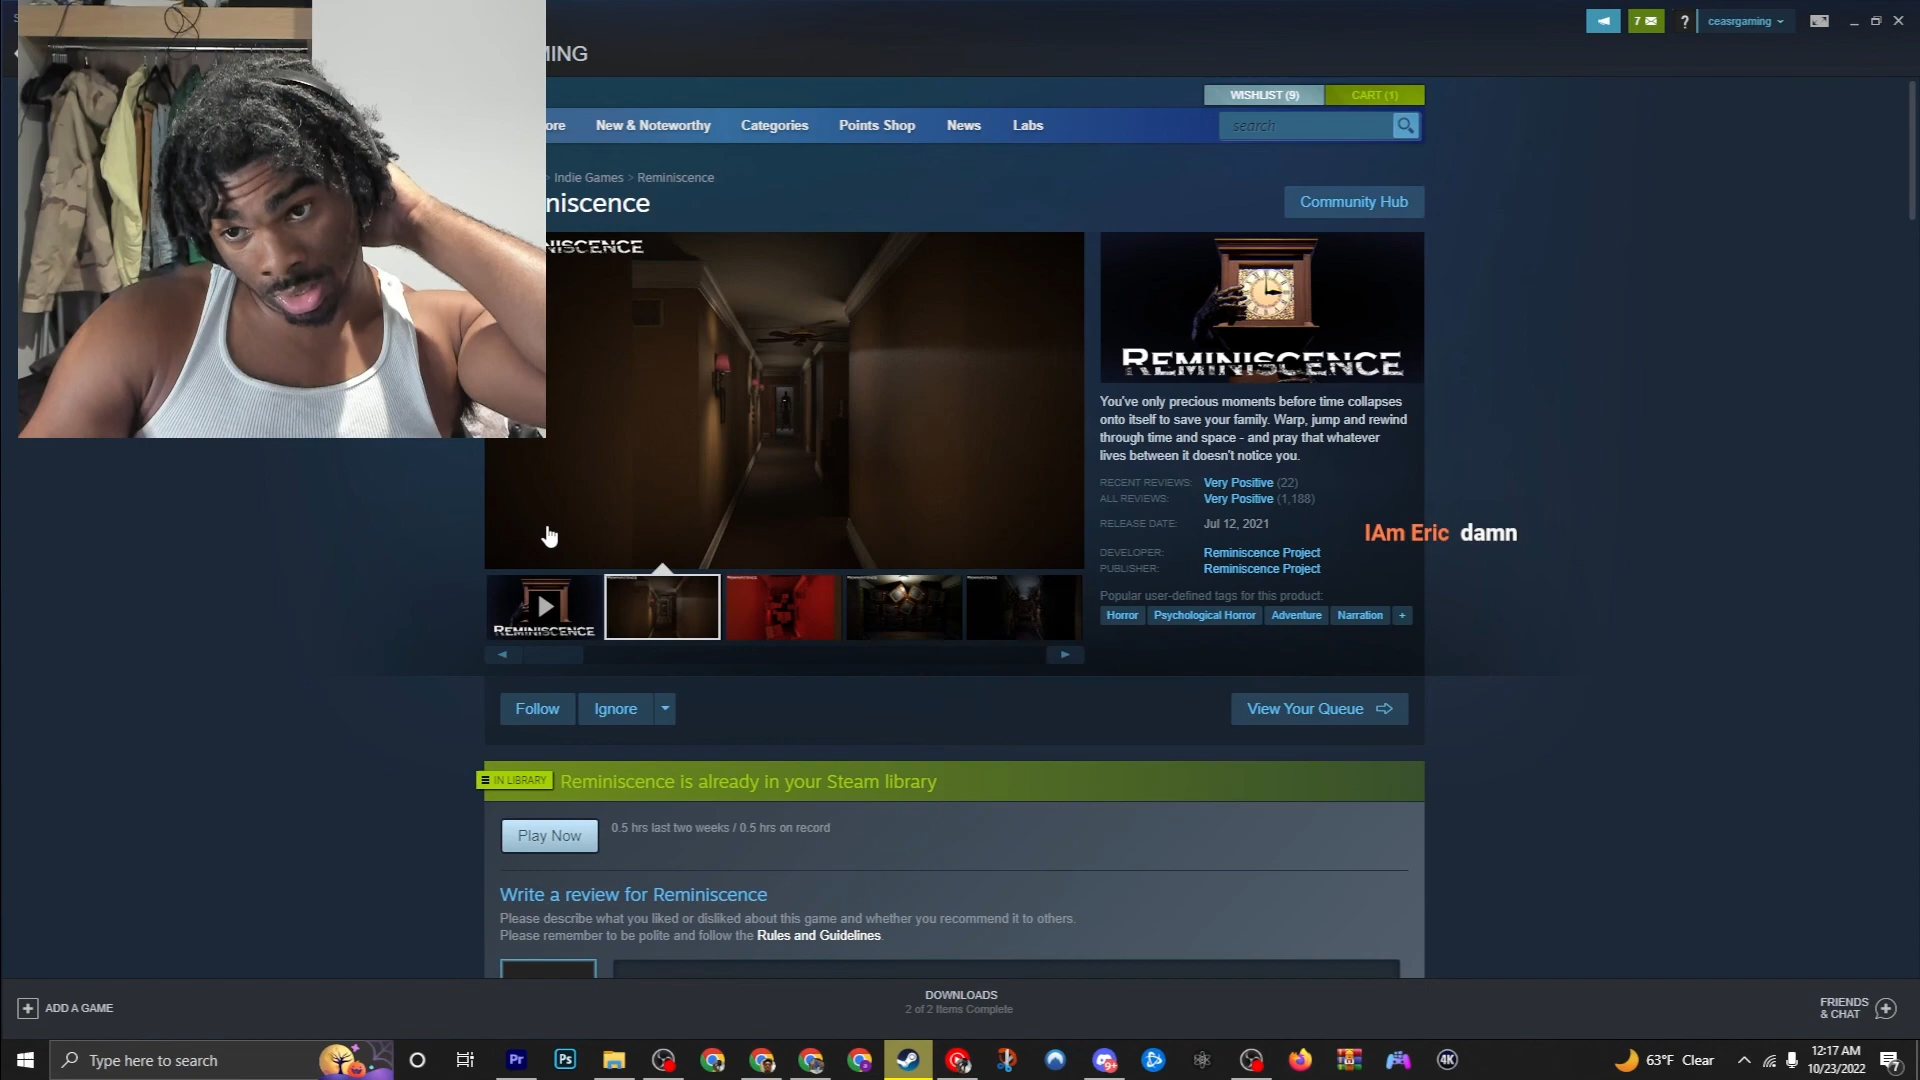 MING
7
?
ceasrgaming
WISHLIST (9)
CART (1)
ore
New & Noteworthy
Categories
Points Shop
News
Labs
search
> Indie Games > Reminiscence
niscence
Community Hub
NISCENCE
REMINISCENCE
You've only precious moments before time collapses
onto itself to save your family. Warp, jump and rewind
through time and space - and pray that whatever
lives between it doesn't notice you.
RECENT REVIEWS: Very Positive (22)
ALL REVIEWS: Very Positive (1,188)
RELEASE DATE: Jul 12, 2021
IAm Eric damn
DEVELOPER: Reminiscence Project
PUBLISHER: Reminiscence Project
Popular user-defined tags for this product:
Horror Psychological Horror Adventure Narration +
REMINISCENCE
Follow
Ignore
View Your Queue
IN LIBRARY
Reminiscence is already in your Steam library
Play Now
0.5 hrs last two weeks / 0.5 hrs on record
Write a review for Reminiscence
Please describe what you liked or disliked about this game and whether you recommend it to others.
Please remember to be polite and follow the Rules and Guidelines.
+ ADD A GAME
DOWNLOADS
2 of 2 Items Complete
FRIENDS
& CHAT
Type here to search
Pr
Ps
9+
4K
63°F Clear
12:17 AM
10/23/2022
7